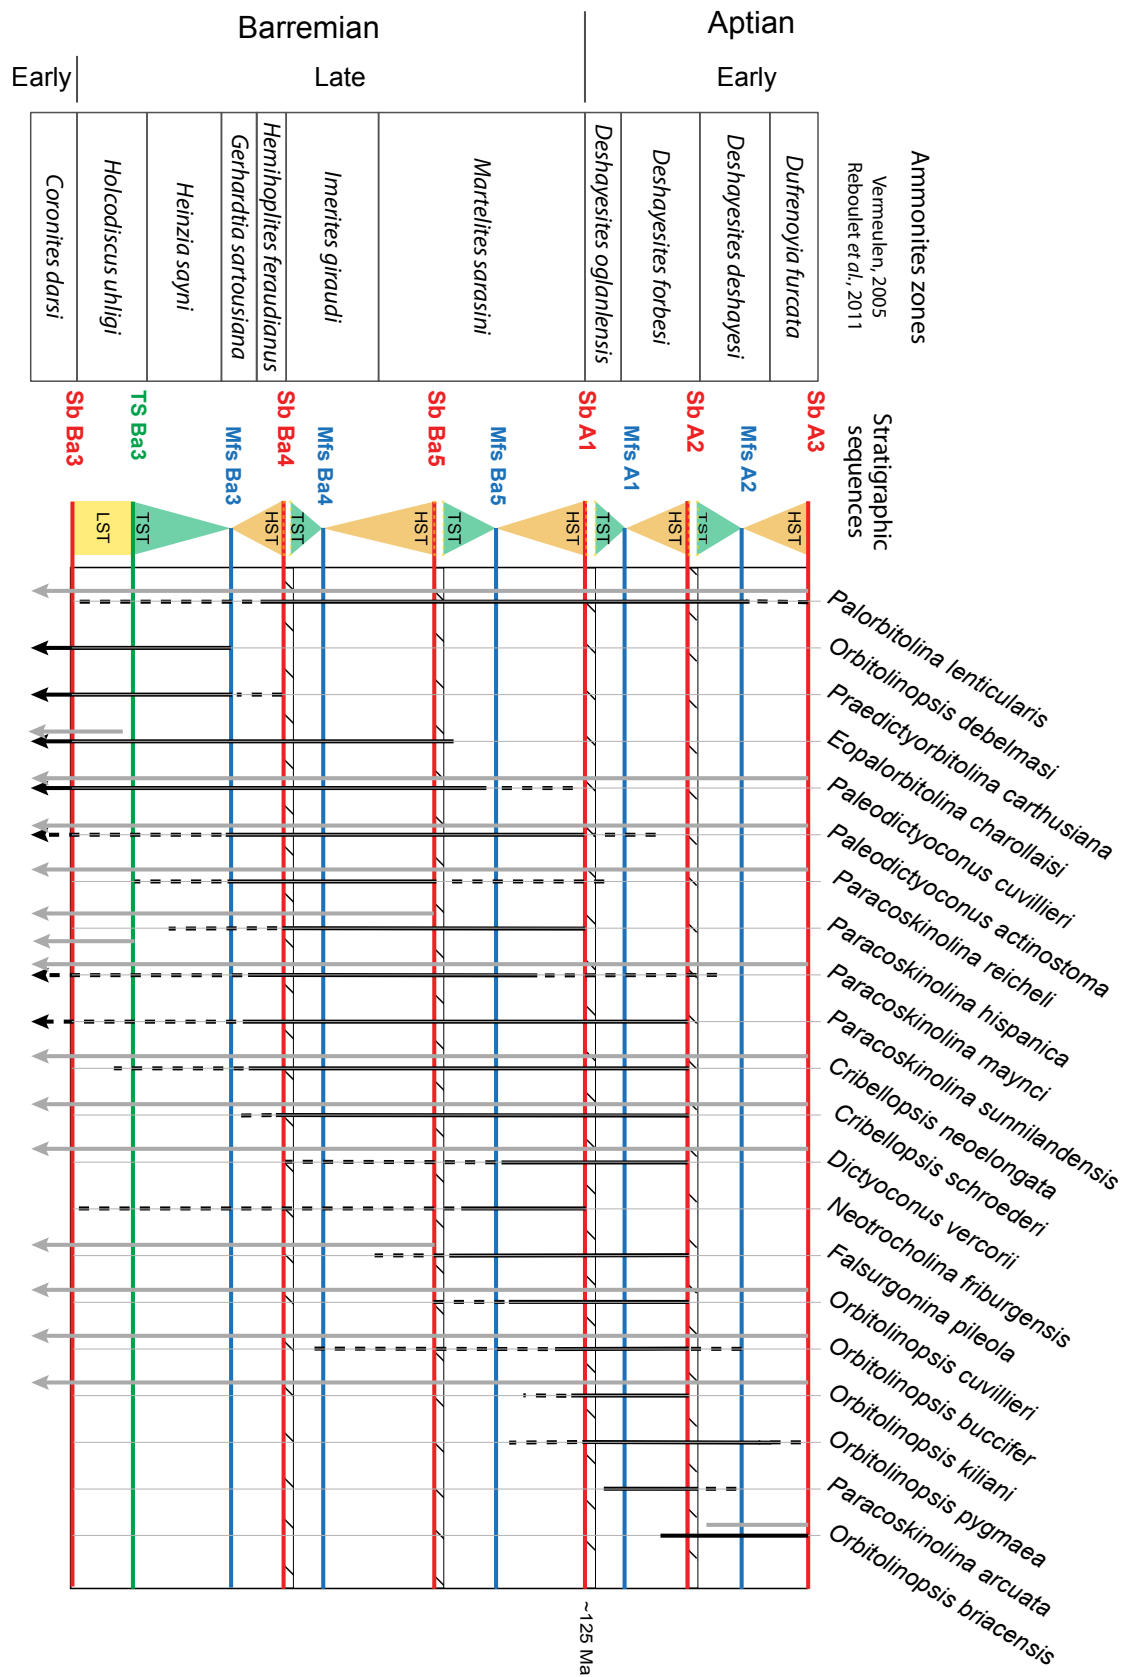 Barremian
Aptian
Early
Late
Early
Ammonites zones
Vermeulen, 2005
Reboulet et al., 2011
Coronites darsi
Holcodiscus uhligi
Heinzia sayni
Gerhardtia sartousiana
Hemihoplites feraudianus
Imerites giraudi
Martelites sarasini
Deshayesites oglanlensis
Deshayesites forbesi
Deshayesites deshayesi
Dufrenoyia furcata
Stratigraphic
sequences
Sb Ba3
TS Ba3
Mfs Ba3
Sb Ba4
Mfs Ba4
Sb Ba5
Mfs Ba5
Sb A1
Mfs A1
Sb A2
Mfs A2
Sb A3
LST
TST
HST
TST
HST
TST
HST
TST
HST
TST
HST
Palorbitolina lenticularis
Orbitolinopsis debelmasi
Praedictyorbitolina carthusiana
Eopalorbitolina charollaisi
Paleodictyoconus cuvillieri
Paleodictyoconus actinostoma
Paracoskinolina reicheli
Paracoskinolina hispanica
Paracoskinolina maynci
Paracoskinolina sunnilandensis
Cribellopsis neoelongata
Cribellopsis schroederi
Dictyoconus vercorii
Neotrocholina friburgensis
Falsurgonina pileola
Orbitolinopsis cuvillieri
Orbitolinopsis buccifer
Orbitolinopsis kiliani
Orbitolinopsis pygmaea
Paracoskinolina arcuata
Orbitolinopsis briacensis
~125 Ma